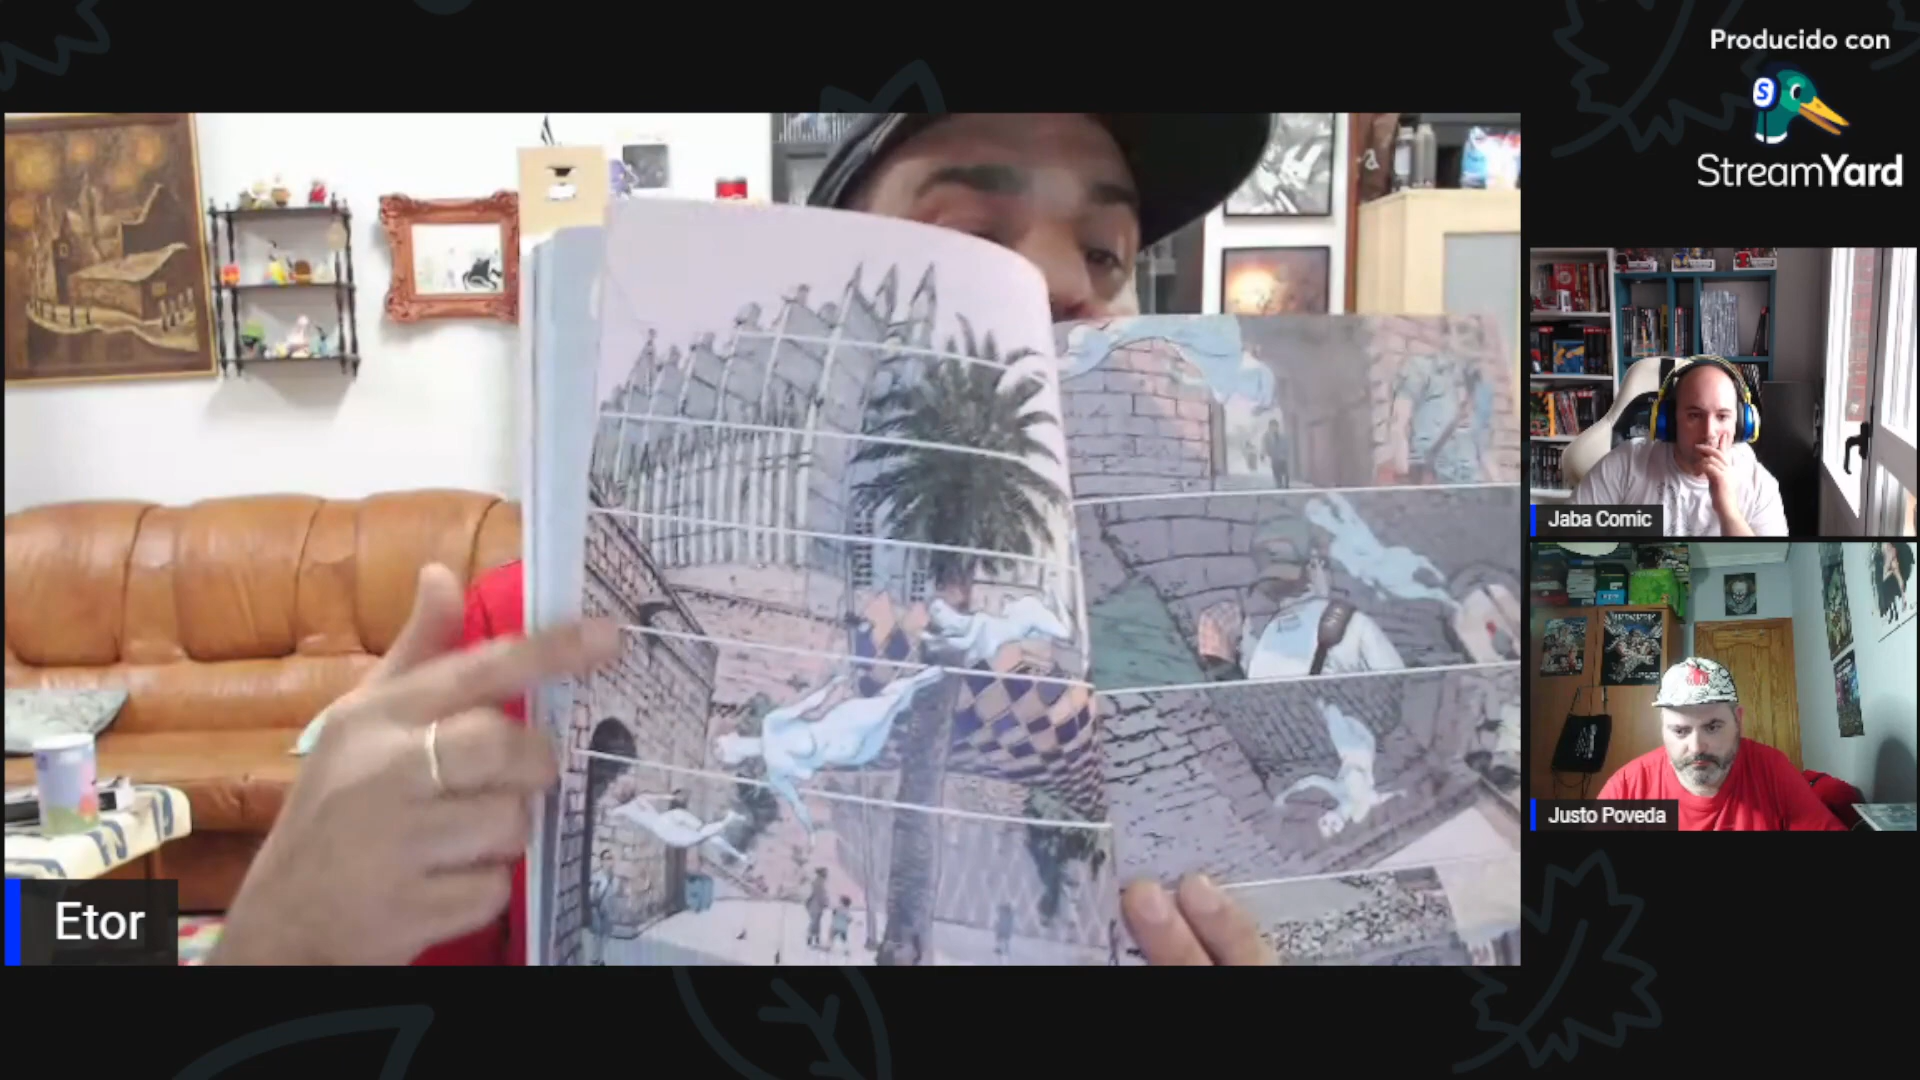 Producido con
StreamYard
Jaba Comic
Justo Poveda
Etor